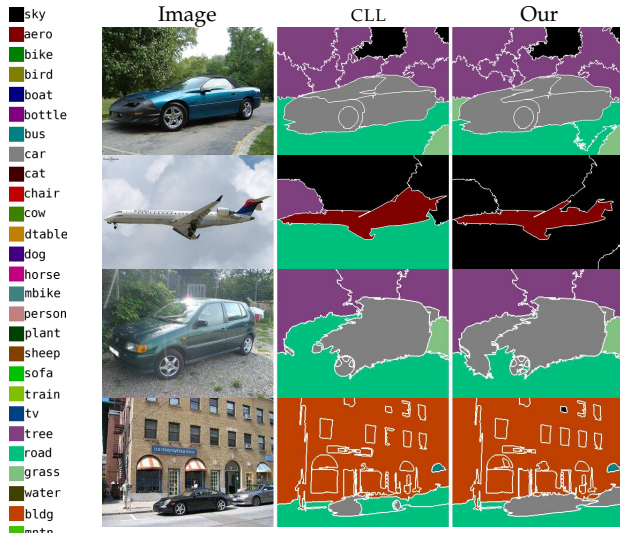 Image CLL Our
sky
aero
bike
bird
boat
bottle
bus
car
cat
chair
cow
dtable
dog
horse
mbike
person
plant
sheep
sofa
train
tv
tree
road
grass
water
bldg
mntn